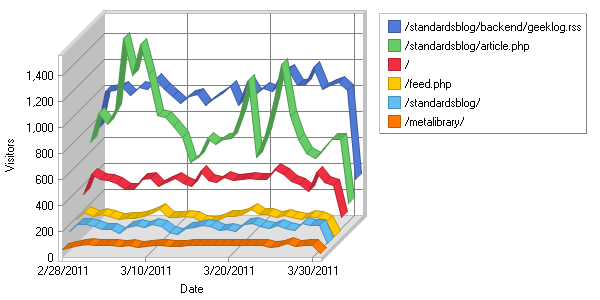 /standardsblog/backend/geeklog.rss
/standardsblog/article.php
/
/feed.php
/standardsblog/
/metalibrary/
Visitors
1,400
1,200
1,000
800
600
400
200
0
2/28/2011 3/10/2011 3/20/2011 3/30/2011
Date